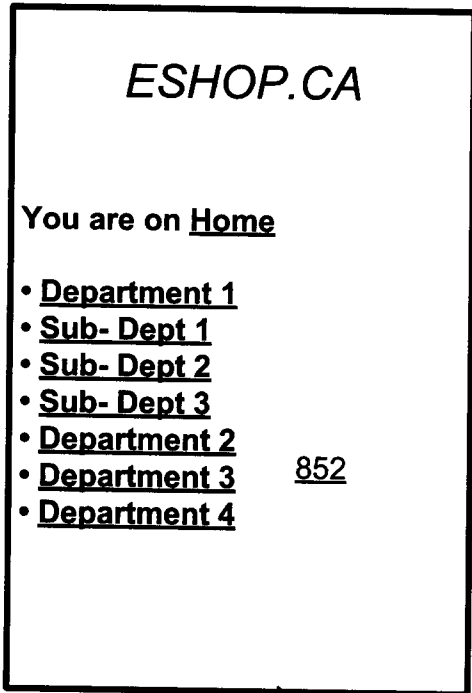 ESHOP.CA
You are on Home
• Department 1
• Sub- Dept 1
• Sub- Dept 2
• Sub- Dept 3
• Department 2
• Department 3 852
• Department 4